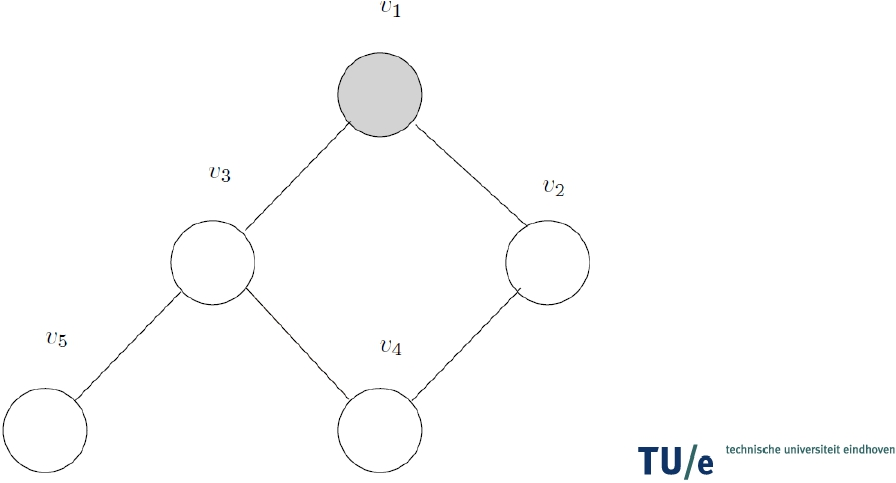 v1
v3
v2
v5
v4
TU/e technische universiteit eindhoven